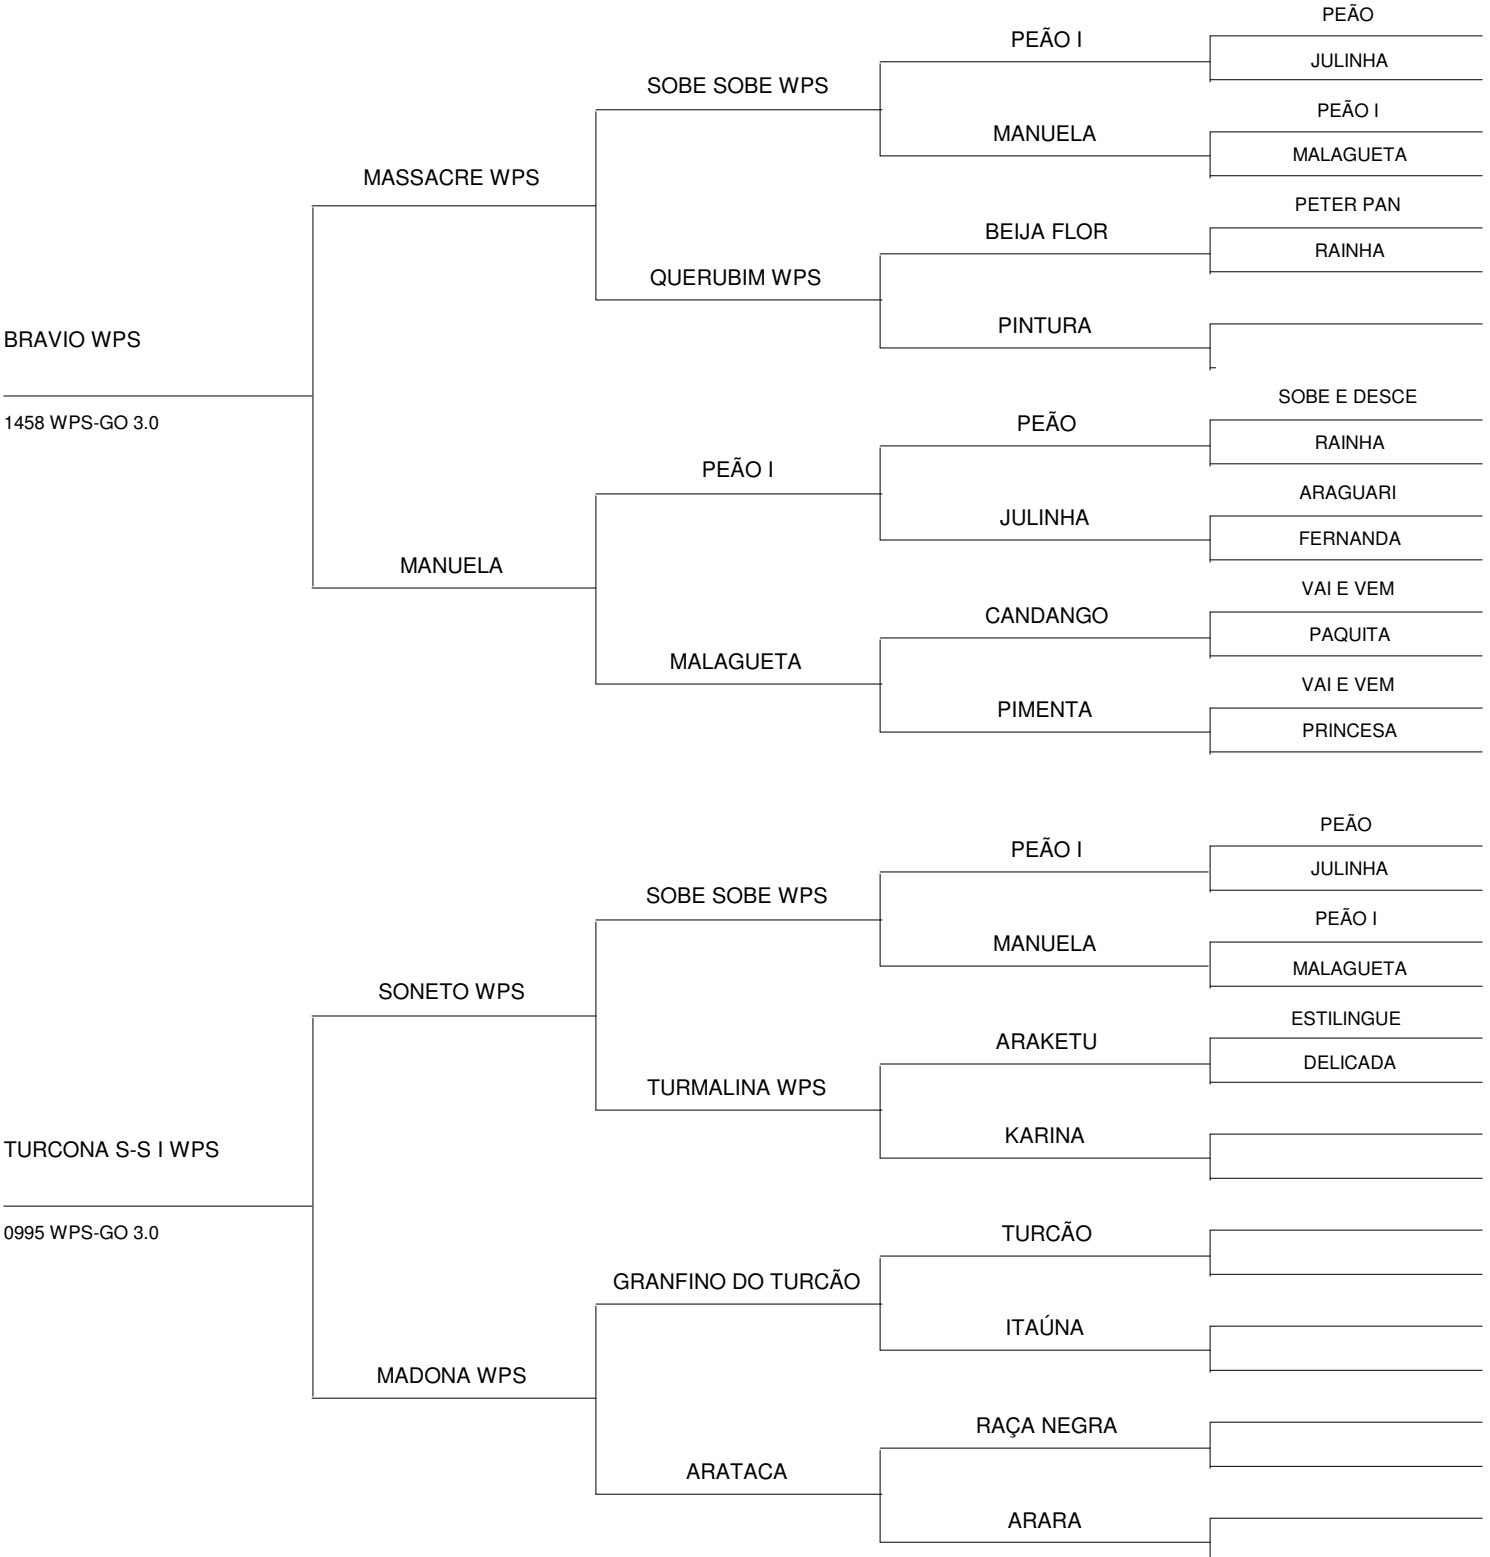 PEÃO
PEÃO I
JULINHA
SOBE SOBE WPS
PEÃO I
MANUELA
MALAGUETA
MASSACRE WPS
PETER PAN
BEIJA FLOR
RAINHA
QUERUBIM WPS
PINTURA
BRAVIO WPS
SOBE E DESCE
1458 WPS-GO 3.0
PEÃO
RAINHA
PEÃO I
ARAGUARI
JULINHA
FERNANDA
MANUELA
VAI E VEM
CANDANGO
PAQUITA
MALAGUETA
VAI E VEM
PIMENTA
PRINCESA
PEÃO
PEÃO I
JULINHA
SOBE SOBE WPS
PEÃO I
MANUELA
MALAGUETA
SONETO WPS
ESTILINGUE
ARAKETU
DELICADA
TURMALINA WPS
KARINA
TURCONA S-S I WPS
0995 WPS-GO 3.0
TURCÃO
GRANFINO DO TURCÃO
ITAÚNA
MADONA WPS
RAÇA NEGRA
ARATACA
ARARA